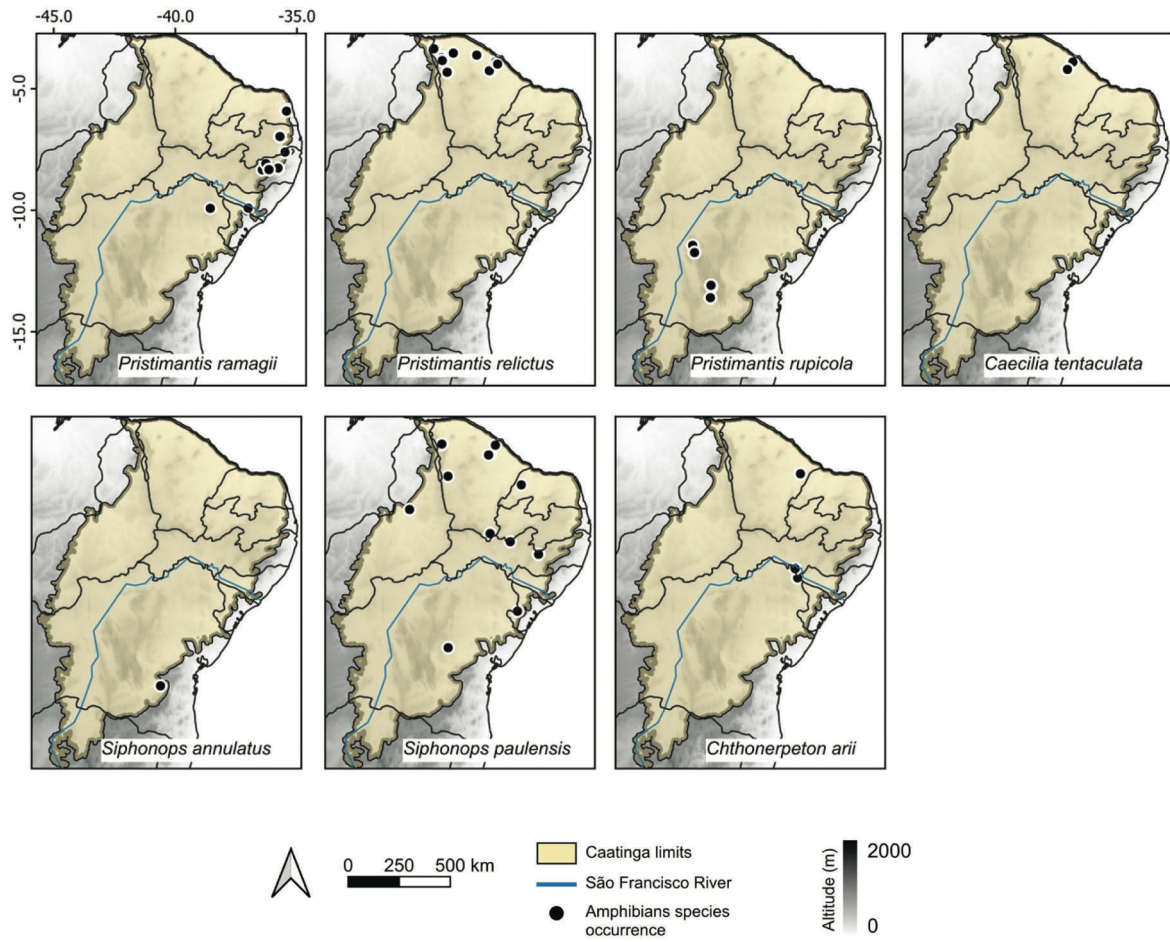 -45.0 -40.0 -35.0
-5.0
-10.0
-15.0
Pristimantis ramagii
Pristimantis relictus
Pristimantis rupicola
Caecilia tentaculata
Siphonops annulatus
Siphonops paulensis
Chthonerpeton arii
0 250 500 km
Caatinga limits
São Francisco River
Amphibians species
occurrence
Altitude (m)
2000
0